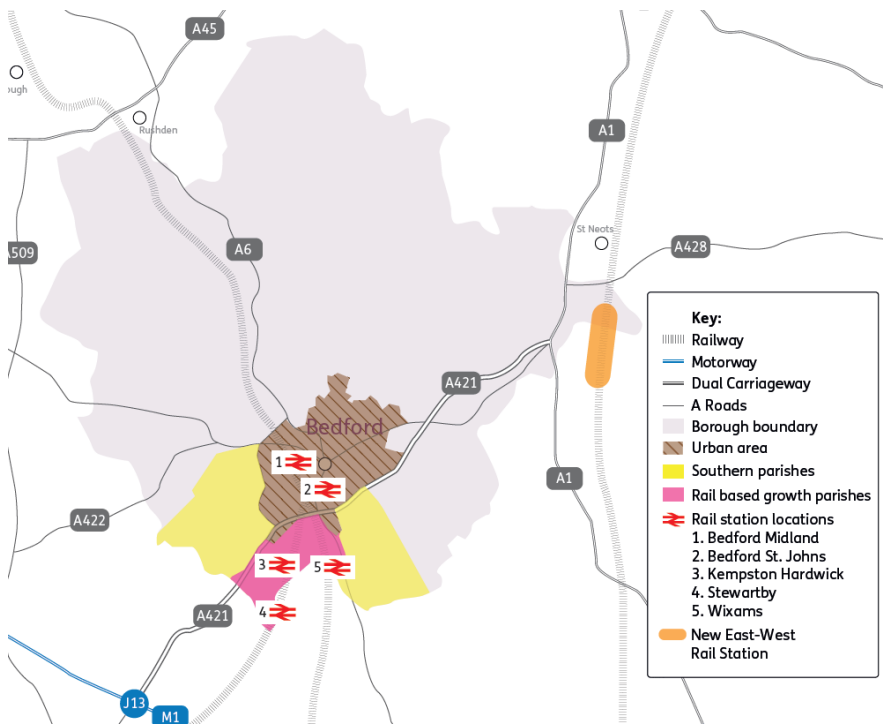 A45
ough
Rushden
A1
St Neots
A428
A6
A509
A421
Bedford
1
2
A1
A422
3
5
4
A421
J13
M1
Key:
Railway
Motorway
Dual Carriageway
A Roads
Borough boundary
Urban area
Southern parishes
Rail based growth parishes
Rail station locations
1. Bedford Midland
2. Bedford St. Johns
3. Kempston Hardwick
4. Stewartby
5. Wixams
New East-West
Rail Station